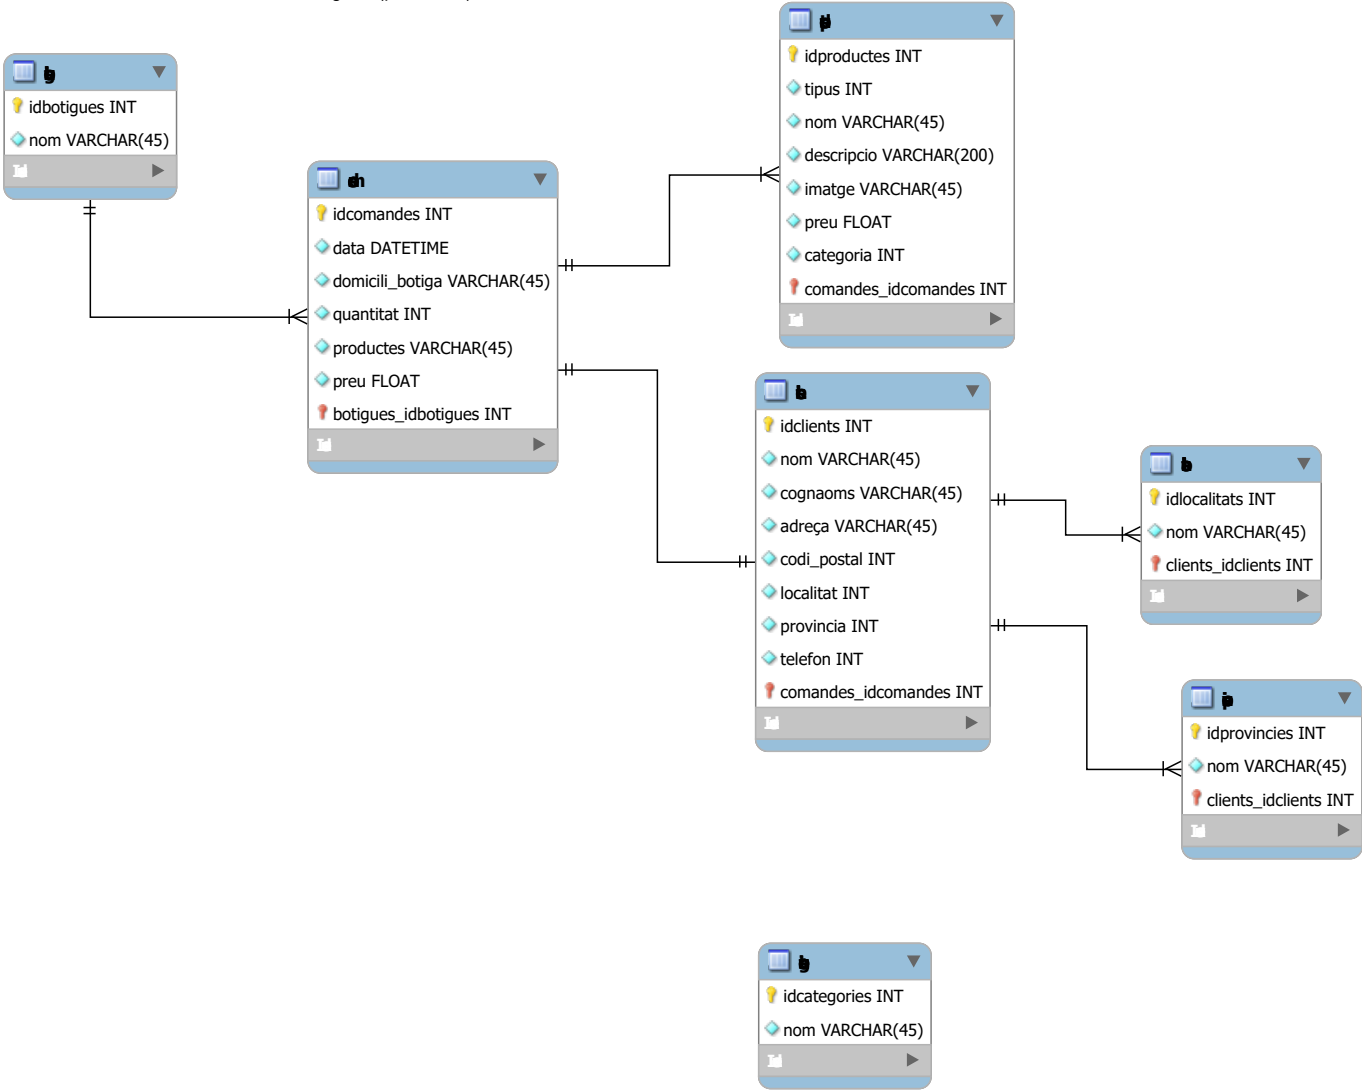 idbotigues INT
nom VARCHAR(45)
idcomandes INT
data DATETIME
domicili_botiga VARCHAR(45)
quantitat INT
productes VARCHAR(45)
preu FLOAT
botigues_idbotigues INT
idproductes INT
tipus INT
nom VARCHAR(45)
descripcio VARCHAR(200)
imatge VARCHAR(45)
preu FLOAT
categoria INT
comandes_idcomandes INT
idclients INT
nom VARCHAR(45)
cognaoms VARCHAR(45)
adreça VARCHAR(45)
codi_postal INT
localitat INT
provincia INT
telefon INT
comandes_idcomandes INT
idlocalitats INT
nom VARCHAR(45)
clients_idclients INT
idprovincies INT
nom VARCHAR(45)
clients_idclients INT
idcategories INT
nom VARCHAR(45)